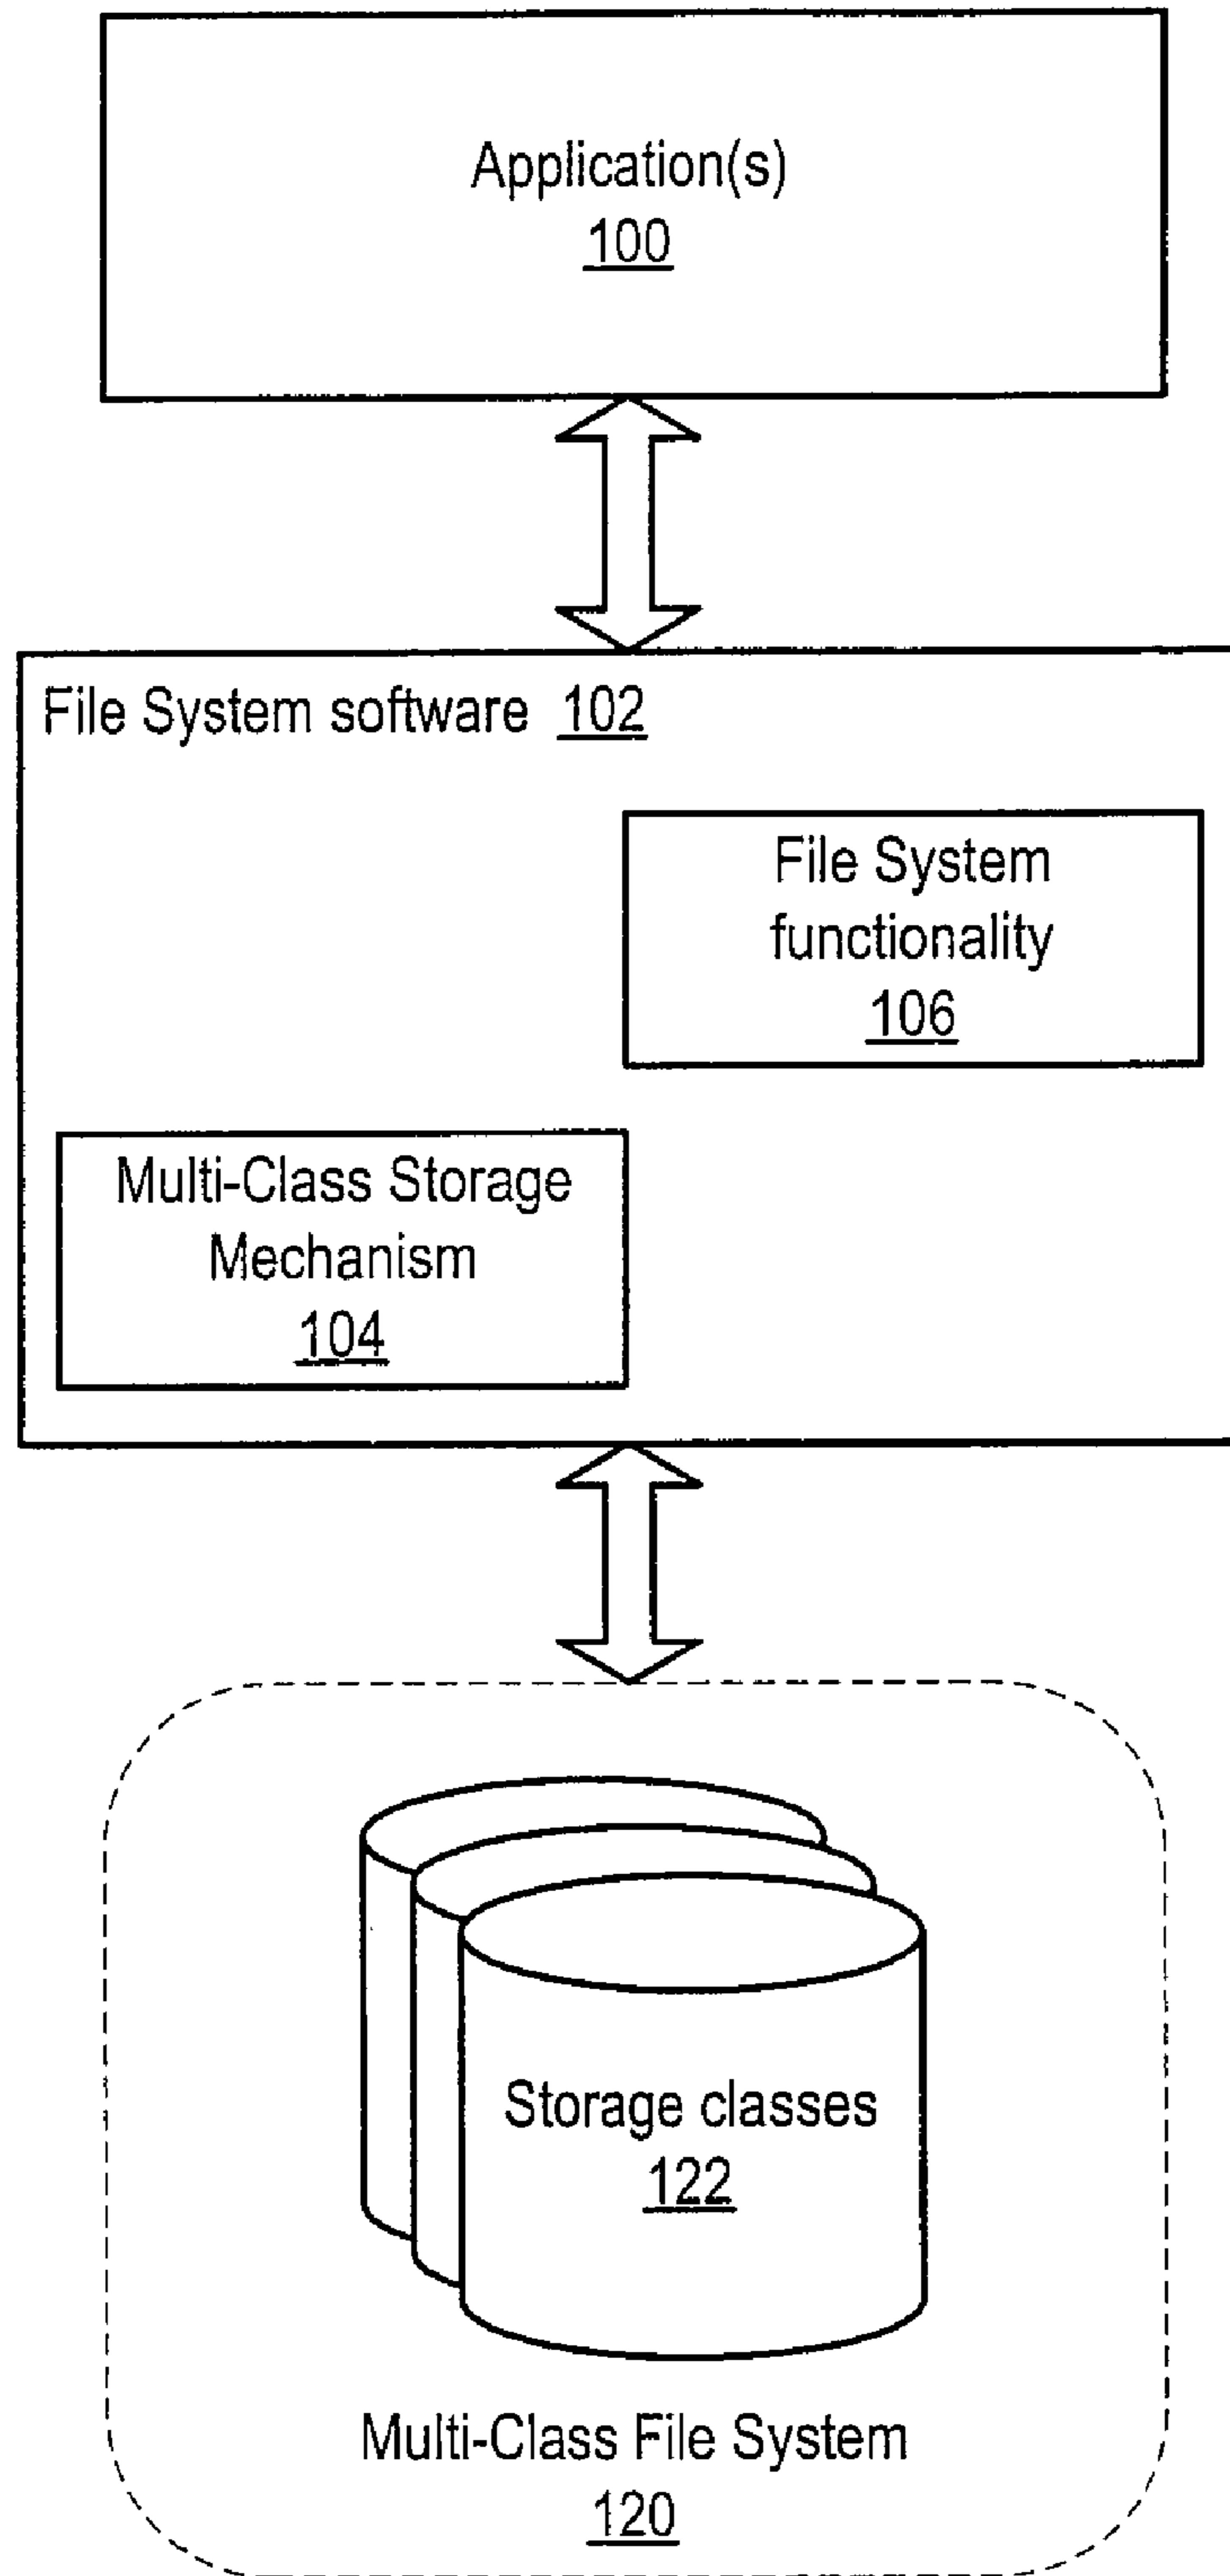 Application(s)
100
File System software 102
File System
functionality
106
Multi-Class Storage
Mechanism
104
Storage classes
122
Multi-Class File System
120